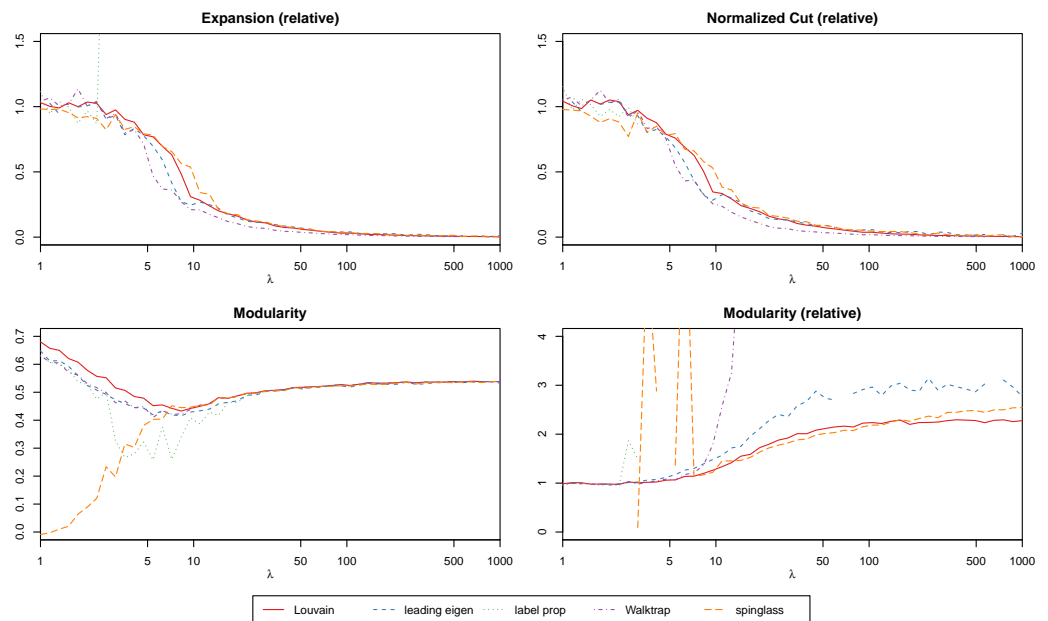 Expansion (relative)
1.5
1.0
0.5
0.0
1 5 10 50 100 500 1000
λ
Normalized Cut (relative)
1.5
1.0
0.5
0.0
1 5 10 50 100 500 1000
λ
Modularity
0.7
0.6
0.5
0.4
0.3
0.2
0.1
0.0
1 5 10 50 100 500 1000
λ
Modularity (relative)
4
3
2
1
0
1 5 10 50 100 500 1000
λ
Louvain leading eigen label prop Walktrap spinglass